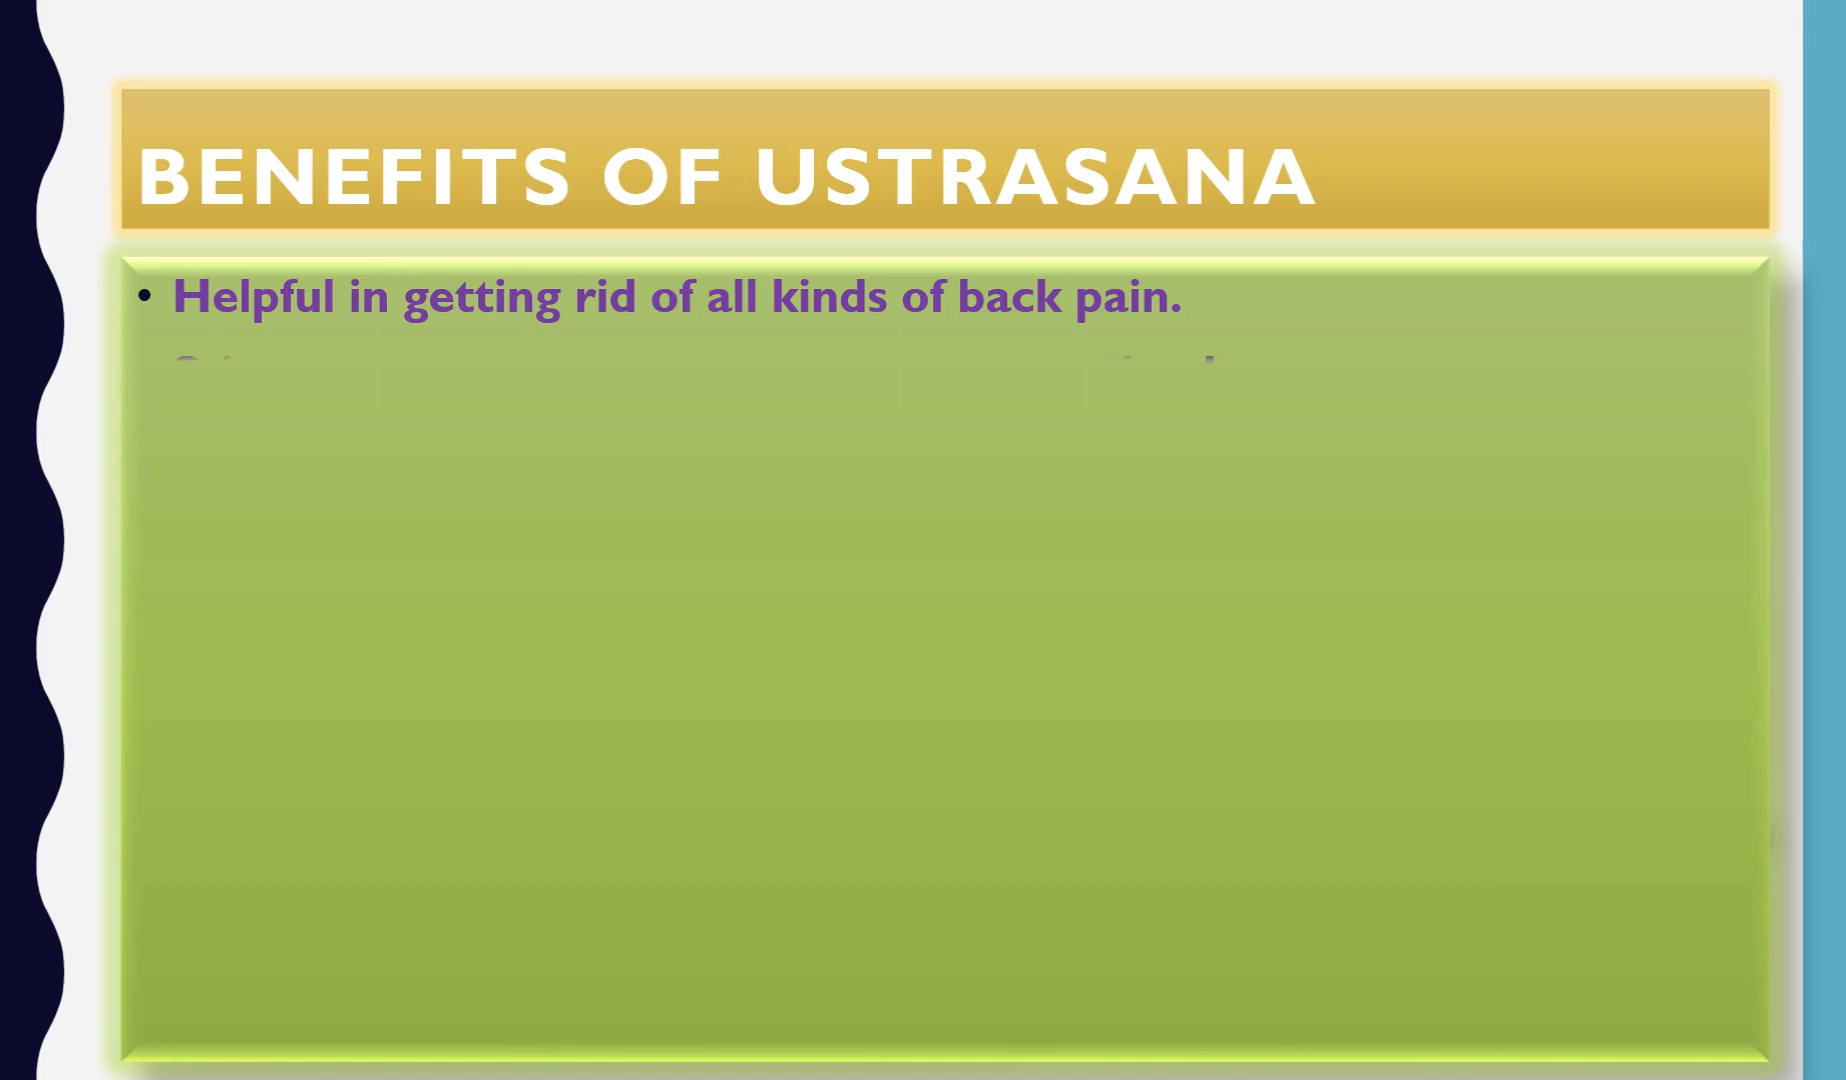 BENEFITS OF USTRASANA
• Helpful in getting rid of all kinds of back pain.